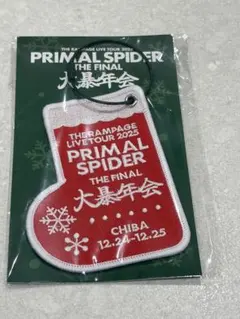 THE RAMPAGE LIVE TOUR 2025
PRIMAL SPIDER
THE FINAL
大暴年会
THE RAMPAGE
LIVE TOUR 2025
PRIMAL
SPIDER
THE FINAL
大暴年会
CHIBA
12.24-12.25